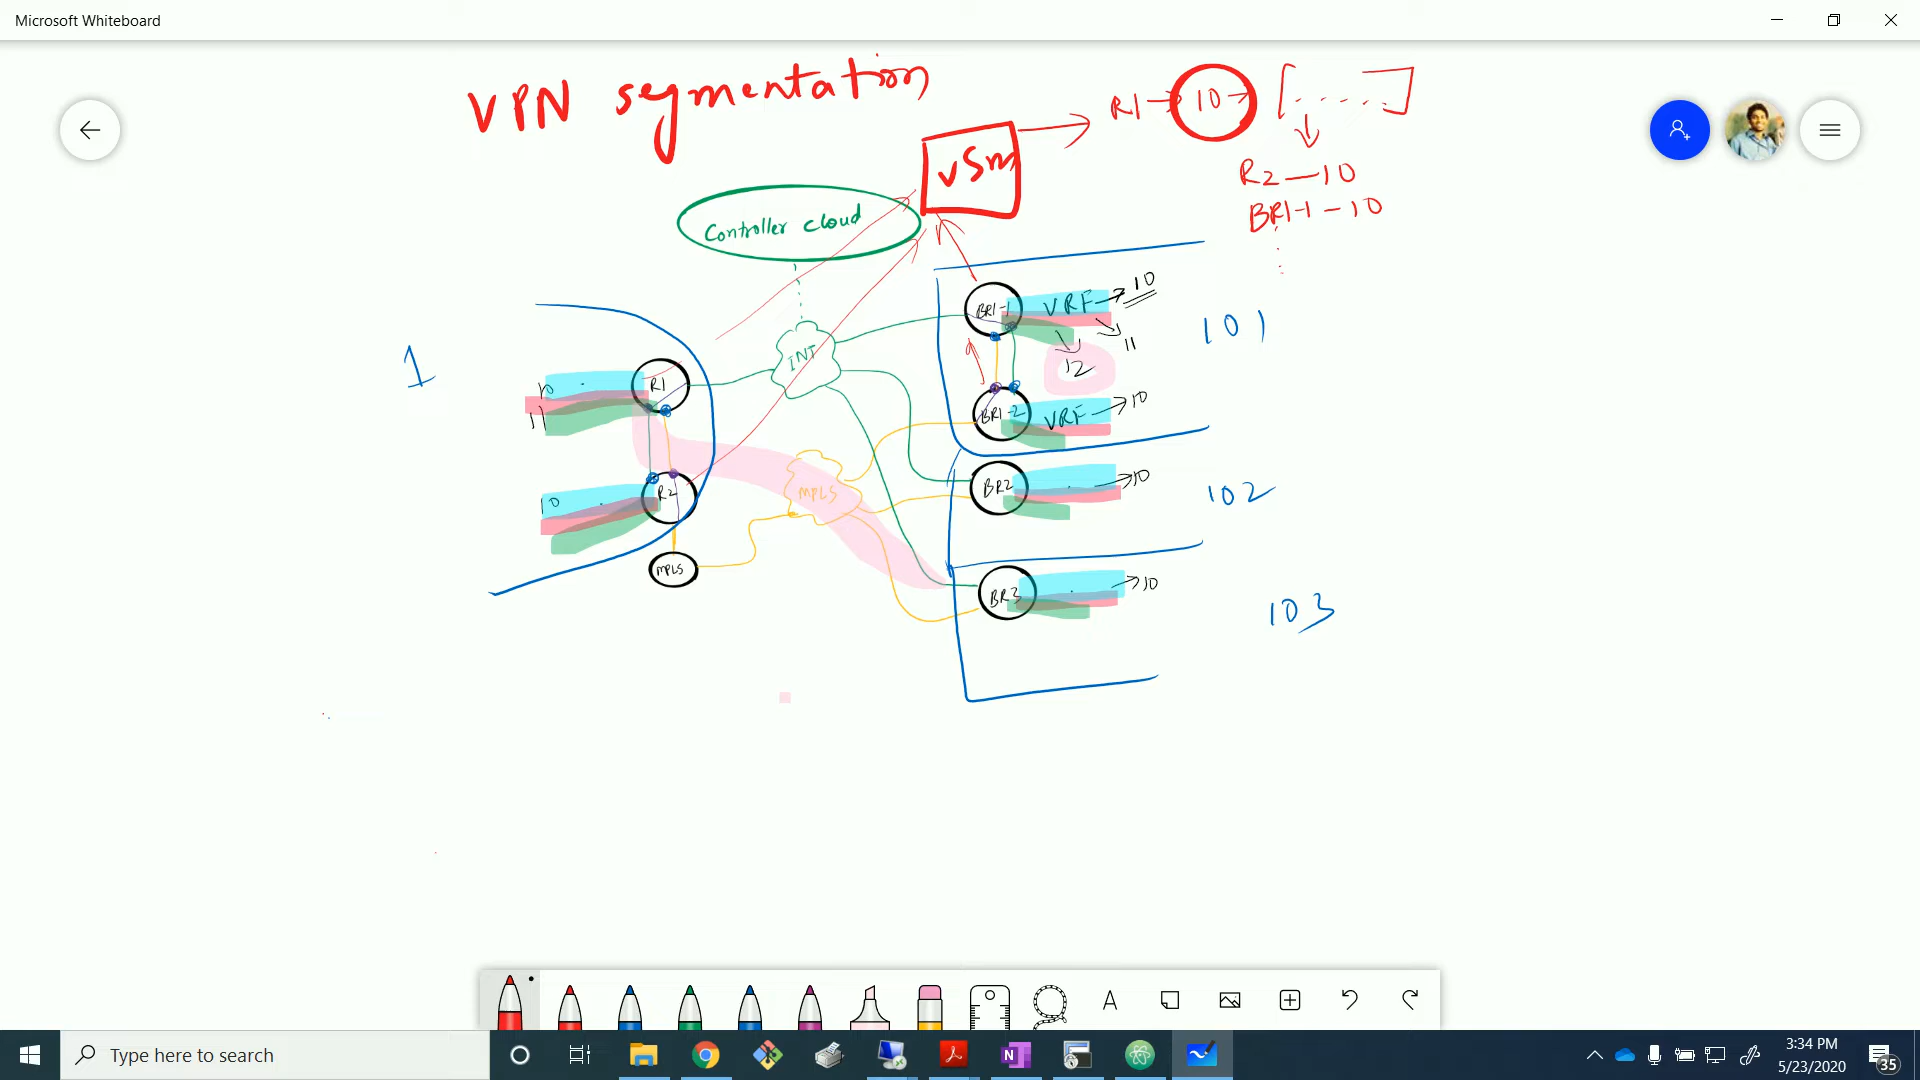 Microsoft Whiteboard
VPN segmentation
R1 → 10 → [ . . . . . ]
R2 — 10
BR1-1 — 10
vSm
Controller cloud
INT
MPLS
1
10
11
R1
10
R2
MPLS
BR1-1 VRF → 10
11
12
101
BR1-2 VRF → 10
BR2 → 10
102
BR3 → 10
103
Type here to search
3:34 PM
5/23/2020
35